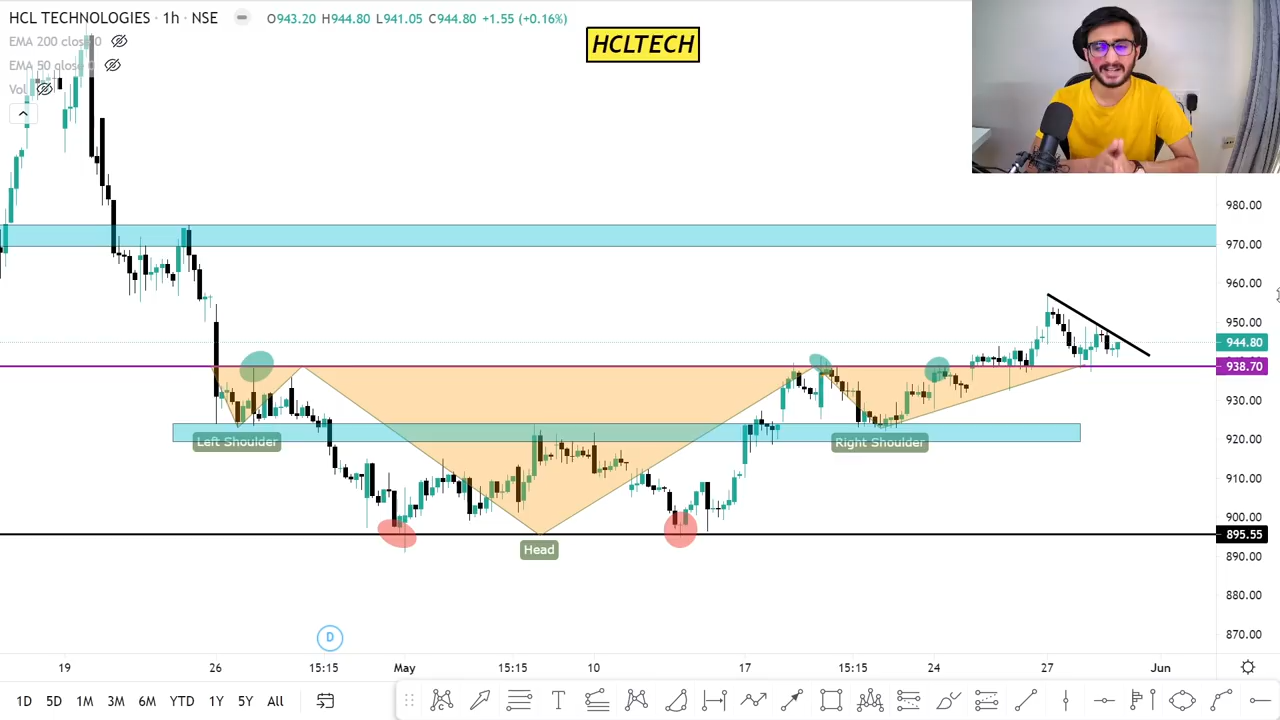 HCL TECHNOLOGIES · 1h · NSE O943.20 H944.80 L941.05 C944.80 +1.55 (+0.16%)
EMA 200 close 0
EMA 50 close 0
Vol
HCLTECH
980.00
970.00
960.00
950.00
944.80
938.70
930.00
920.00
910.00
900.00
895.55
890.00
880.00
870.00
Left Shoulder
Right Shoulder
Head
D
19 26 15:15 May 15:15 10 17 15:15 24 27 Jun
1D 5D 1M 3M 6M YTD 1Y 5Y All